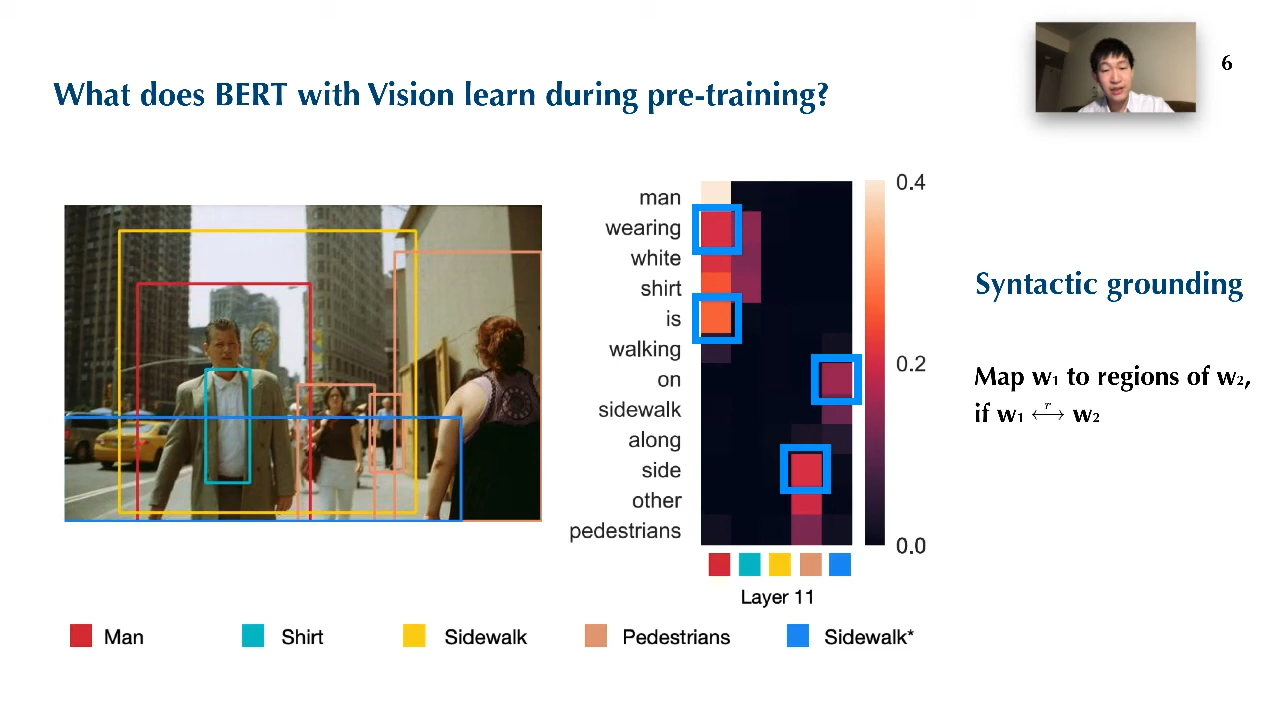 6
What does BERT with Vision learn during pre-training?
man
wearing
white
shirt
is
walking
on
sidewalk
along
side
other
pedestrians
0.4
0.2
0.0
Layer 11
Syntactic grounding
Map w₁ to regions of w₂,
if w₁ ⟷ʳ w₂
Man
Shirt
Sidewalk
Pedestrians
Sidewalk*